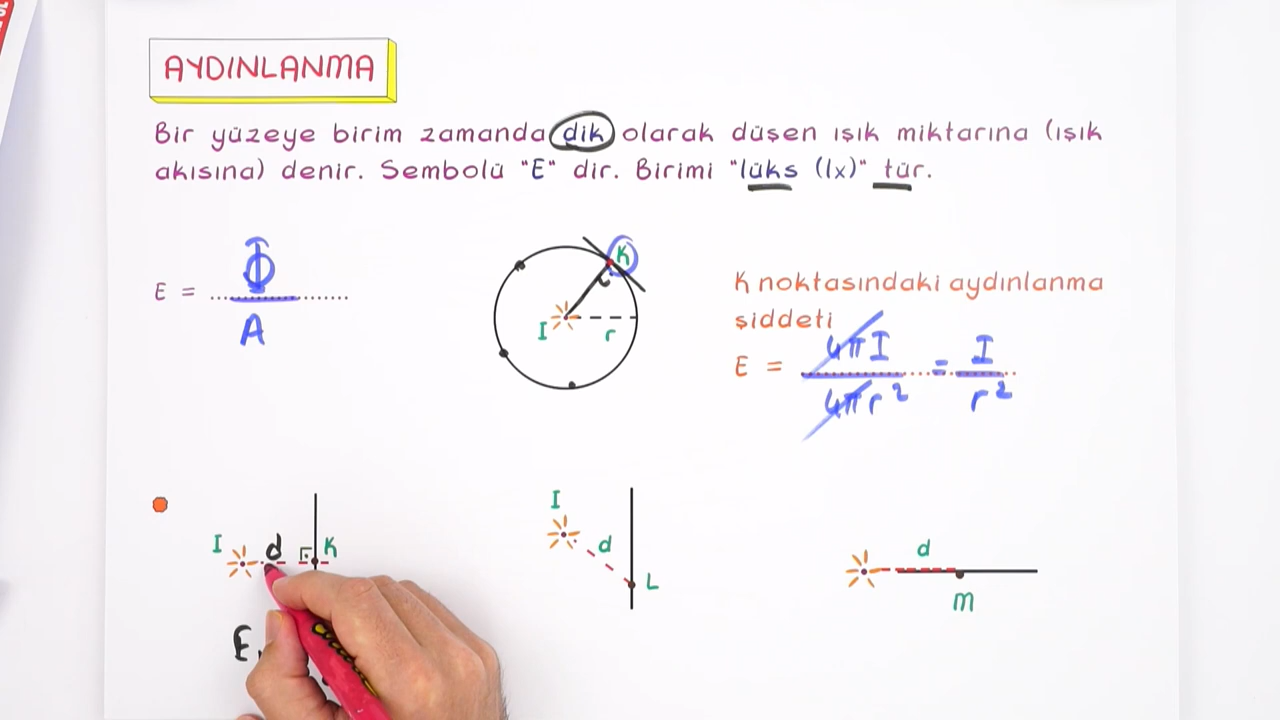 AYDINLANMA
Bir yüzeye birim zamanda dik olarak düşen ışık miktarına (ışık
akısına) denir. Sembolü "E" dir. Birimi "lüks (lx)" tür.
E = Φ / A
K
I
r
K noktasındaki aydınlanma
şiddeti
E = 4πI / 4πr² = I / r²
I
d
K
E
I
d
L
d
M